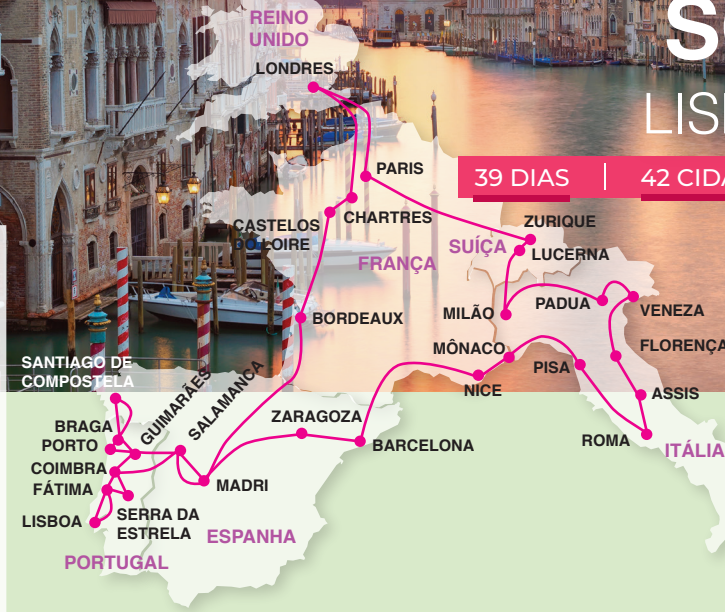 REINO
UNIDO
LONDRES
LIS
39 DIAS | 42 CIDA
PARIS
CHARTRES
CASTELOS
DO LOIRE
ZURIQUE
SUÍÇA
LUCERNA
FRANÇA
BORDEAUX
MILÃO
PADUA
VENEZA
MÔNACO
PISA
FLORENÇA
NICE
SANTIAGO DE
COMPOSTELA
GUIMARÃES
SALAMANCA
ZARAGOZA
ASSIS
BRAGA
PORTO
BARCELONA
ROMA
ITÁLIA
COIMBRA
FÁTIMA
MADRI
LISBOA
SERRA DA
ESTRELA
ESPANHA
PORTUGAL